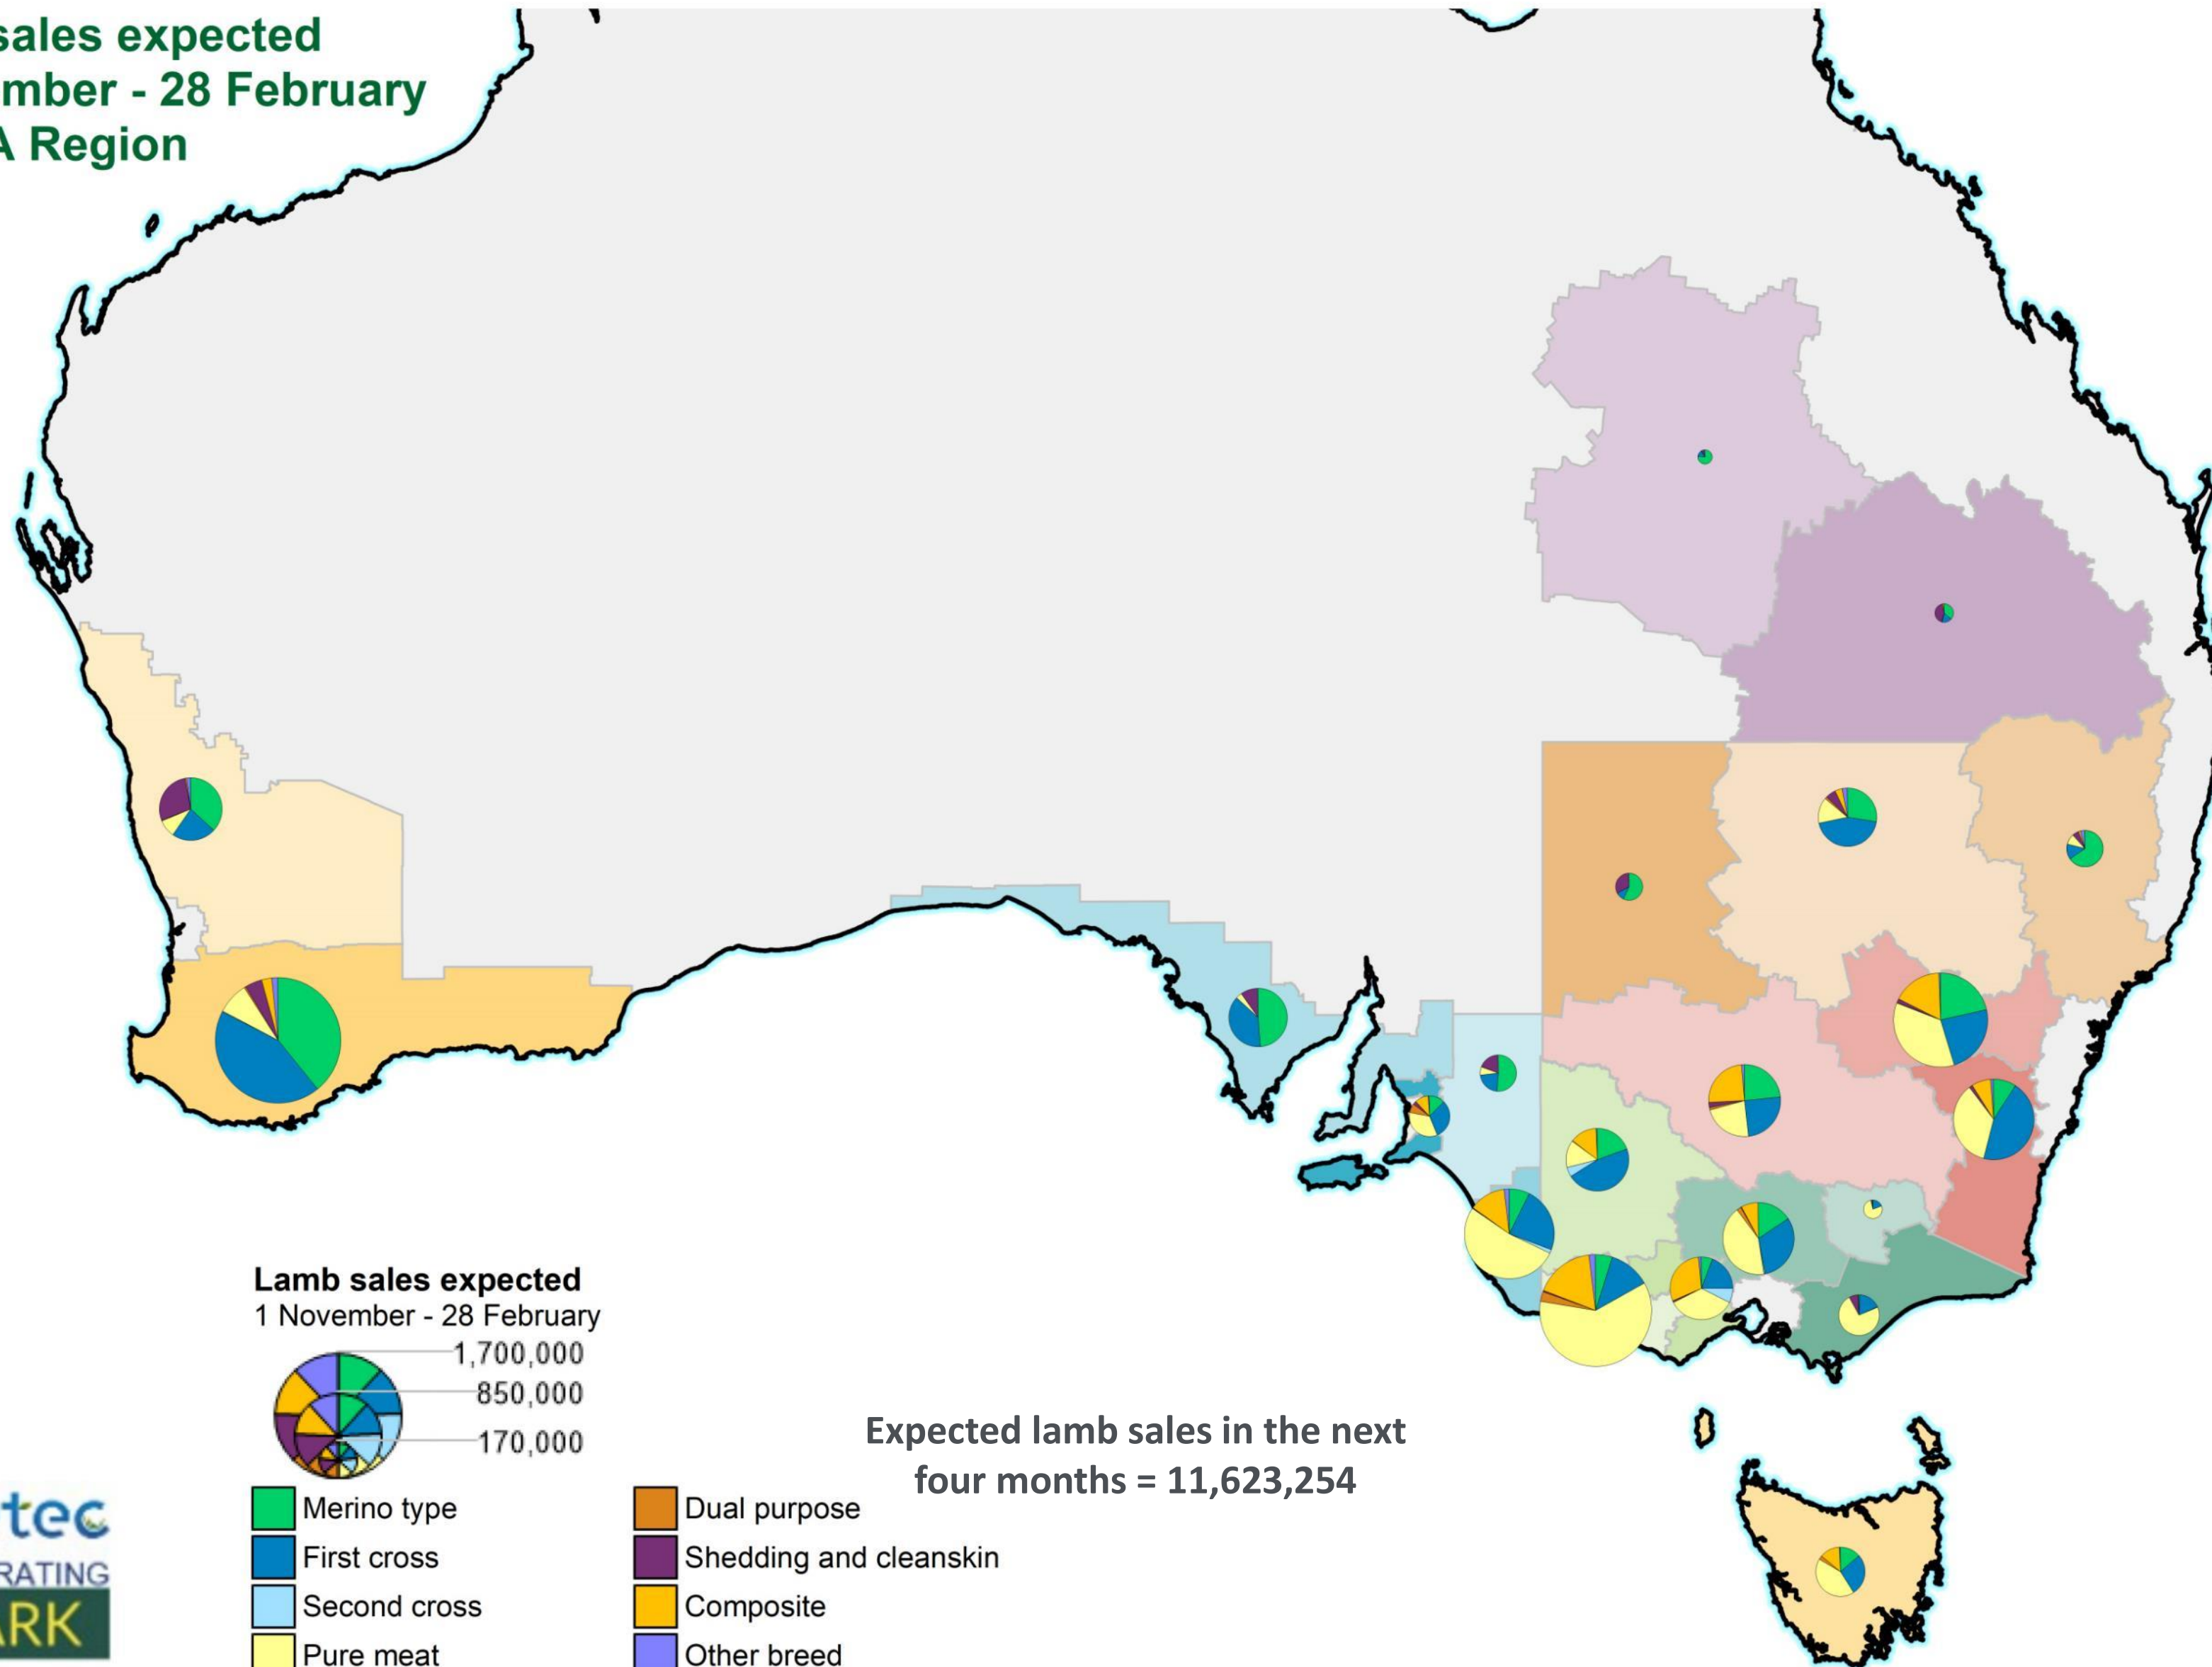 sales expected
mber - 28 February
A Region
Lamb sales expected
1 November - 28 February
1,700,000
850,000
170,000
Merino type
First cross
Second cross
Pure meat
Dual purpose
Shedding and cleanskin
Composite
Other breed
Expected lamb sales in the next
four months = 11,623,254
tec
RATING
ARK